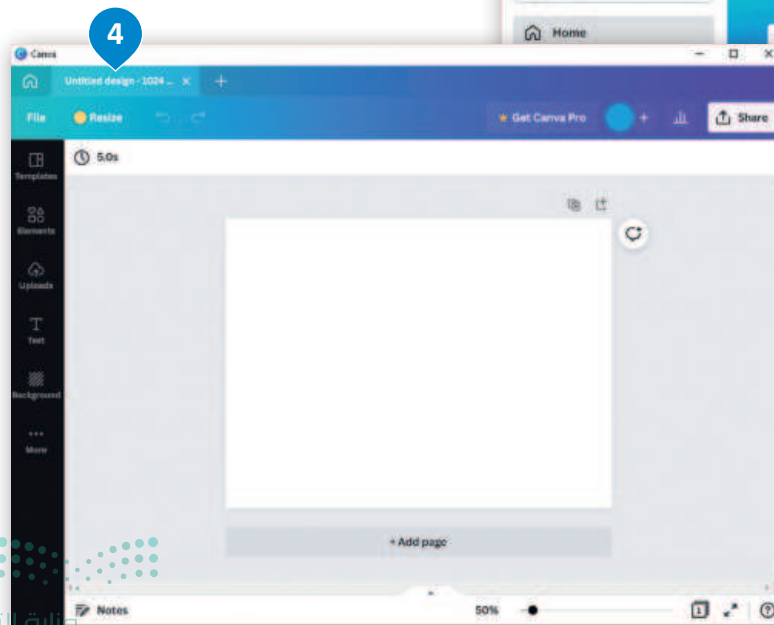 Home
4
Canva
Untitled design - 1024 ...
File
Resize
Get Canva Pro
Share
5.0s
Templates
Elements
Uploads
Text
Background
More
+ Add page
Notes
50%
1